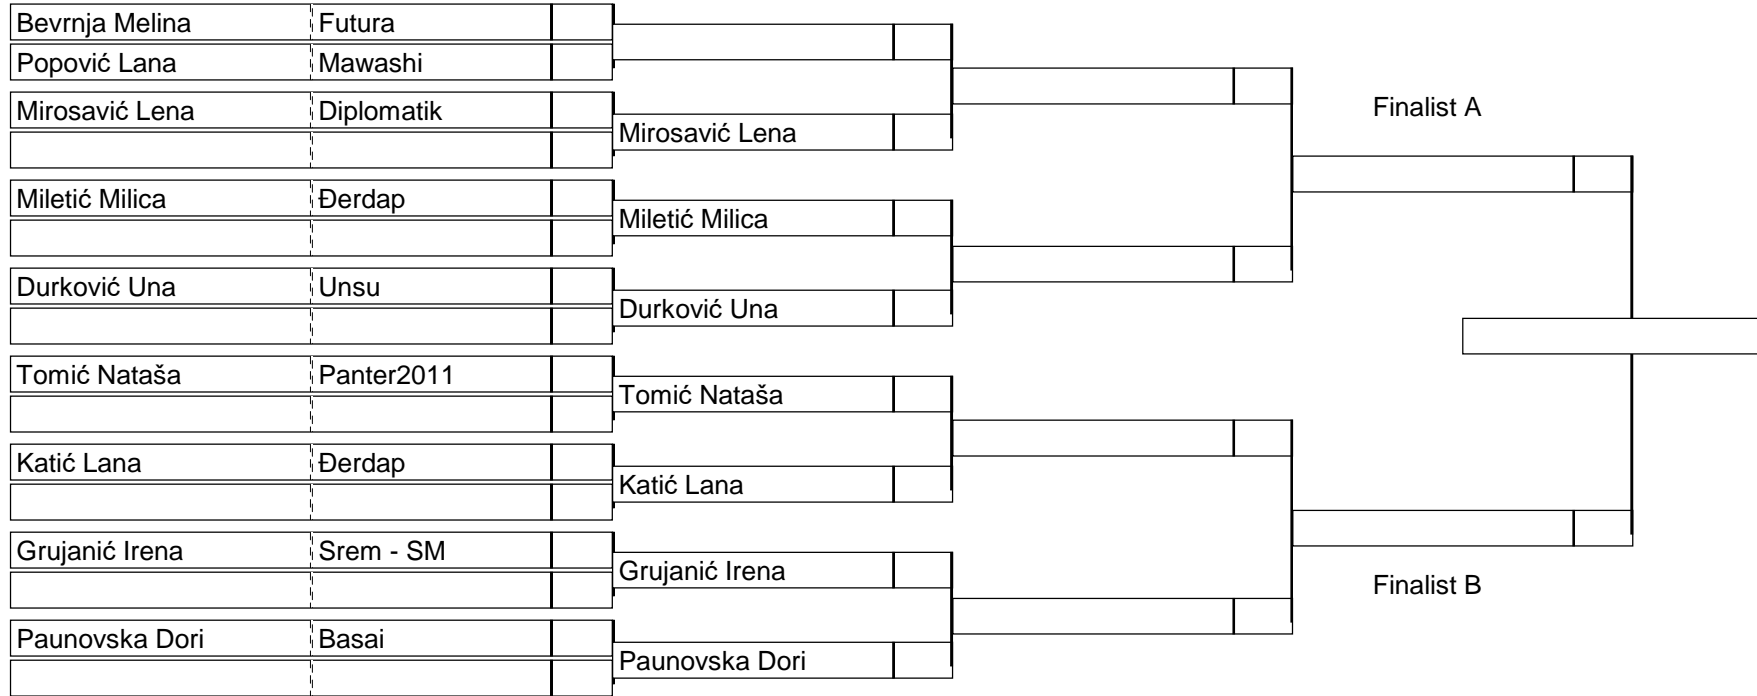 Bevrnja Melina Futura
Popović Lana Mawashi
Mirosavić Lena Diplomatik
Mirosavić Lena
Miletić Milica Đerdap
Miletić Milica
Durković Una Unsu
Durković Una
Tomić Nataša Panter2011
Tomić Nataša
Katić Lana Đerdap
Katić Lana
Grujanić Irena Srem - SM
Grujanić Irena
Paunovska Dori Basai
Paunovska Dori
Finalist A
Finalist B